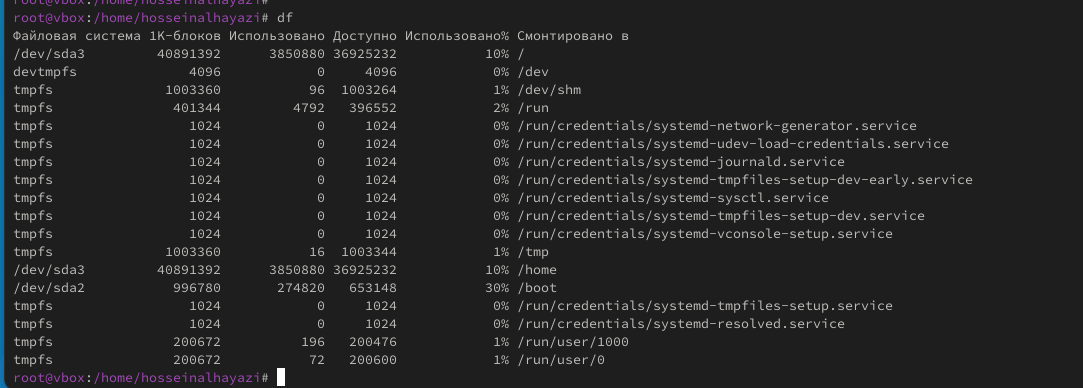 root@vbox:/home/hosseinalhayazi#
root@vbox:/home/hosseinalhayazi# df
Файловая система 1K-блоков Использовано Доступно Использовано% Смонтировано в
/dev/sda3 40891392 3850880 36925232 10% /
devtmpfs 4096 0 4096 0% /dev
tmpfs 1003360 96 1003264 1% /dev/shm
tmpfs 401344 4792 396552 2% /run
tmpfs 1024 0 1024 0% /run/credentials/systemd-network-generator.service
tmpfs 1024 0 1024 0% /run/credentials/systemd-udev-load-credentials.service
tmpfs 1024 0 1024 0% /run/credentials/systemd-journald.service
tmpfs 1024 0 1024 0% /run/credentials/systemd-tmpfiles-setup-dev-early.service
tmpfs 1024 0 1024 0% /run/credentials/systemd-sysctl.service
tmpfs 1024 0 1024 0% /run/credentials/systemd-tmpfiles-setup-dev.service
tmpfs 1024 0 1024 0% /run/credentials/systemd-vconsole-setup.service
tmpfs 1003360 16 1003344 1% /tmp
/dev/sda3 40891392 3850880 36925232 10% /home
/dev/sda2 996780 274820 653148 30% /boot
tmpfs 1024 0 1024 0% /run/credentials/systemd-tmpfiles-setup.service
tmpfs 1024 0 1024 0% /run/credentials/systemd-resolved.service
tmpfs 200672 196 200476 1% /run/user/1000
tmpfs 200672 72 200600 1% /run/user/0
root@vbox:/home/hosseinalhayazi#